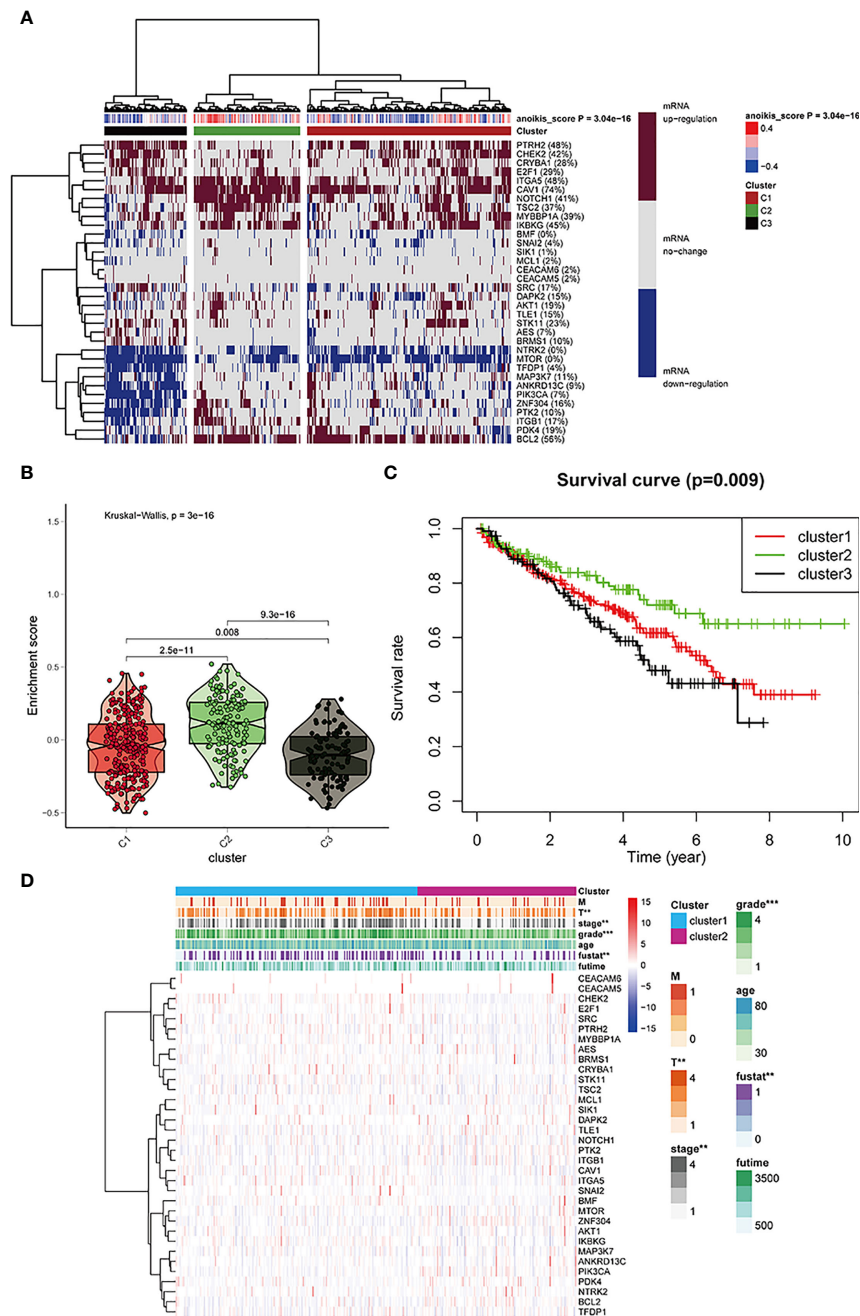 A
anoikis_score P = 3.04e-16
Cluster
PTRH2 (48%)
CHEK2 (42%)
CRYBA1 (28%)
E2F1 (29%)
ITGA5 (48%)
CAV1 (74%)
NOTCH1 (41%)
TSC2 (37%)
MYBBP1A (39%)
IKBKG (45%)
BMF (0%)
SNAI2 (4%)
SIK1 (1%)
MCL1 (2%)
CEACAM6 (2%)
CEACAM5 (2%)
SRC (17%)
DAPK2 (15%)
AKT1 (19%)
TLE1 (15%)
STK11 (23%)
AES (7%)
BRMS1 (10%)
NTRK2 (0%)
MTOR (0%)
TFDP1 (4%)
MAP3K7 (11%)
ANKRD13C (9%)
PIK3CA (7%)
ZNF304 (16%)
PTK2 (10%)
ITGB1 (17%)
PDK4 (19%)
BCL2 (56%)
mRNA
up-regulation
mRNA
no-change
mRNA
down-regulation
anoikis_score P = 3.04e-16
0.4
-0.4
Cluster
C1
C2
C3
B
Kruskal-Wallis, p = 3e-16
1.5
1.0
0.5
0.0
-0.5
Enrichment score
9.3e-16
0.008
2.5e-11
C1
C2
C3
cluster
C
Survival curve (p=0.009)
cluster1
cluster2
cluster3
1.0
0.8
0.6
0.4
0.2
0.0
Survival rate
0
2
4
6
8
10
Time (year)
D
Cluster
M
T**
stage**
grade***
age
fustat**
futime
CEACAM6
CEACAM5
CHEK2
E2F1
SRC
PTRH2
MYBBP1A
AES
BRMS1
CRYBA1
STK11
TSC2
MCL1
SIK1
DAPK2
TLE1
NOTCH1
PTK2
ITGB1
CAV1
ITGA5
SNAI2
BMF
MTOR
ZNF304
AKT1
IKBKG
MAP3K7
ANKRD13C
PIK3CA
PDK4
NTRK2
BCL2
TFDP1
15
10
5
0
-5
-10
-15
Cluster
cluster1
cluster2
M
1
0
T**
4
1
stage**
4
1
grade***
4
1
age
80
30
fustat**
1
0
futime
3500
500